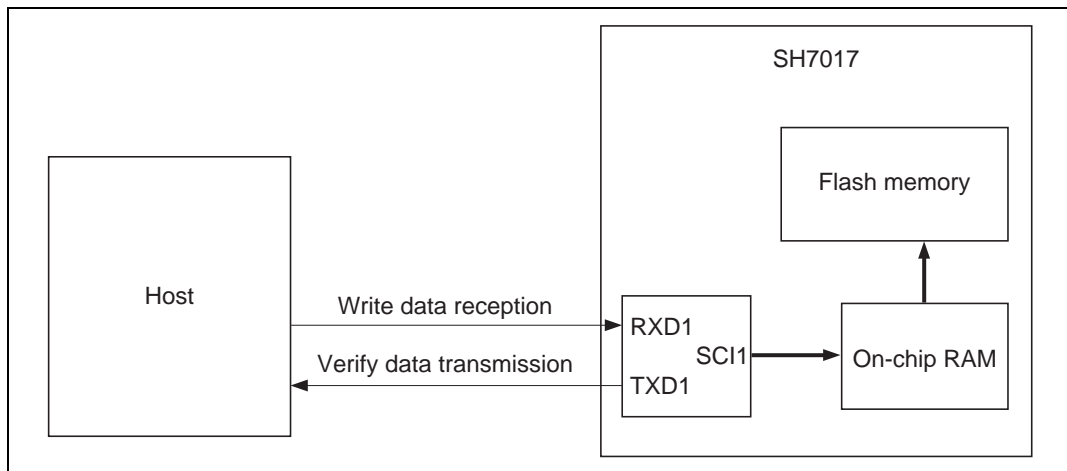 SH7017
Flash memory
Host
Write data reception
RXD1
SCI1
On-chip RAM
Verify data transmission
TXD1